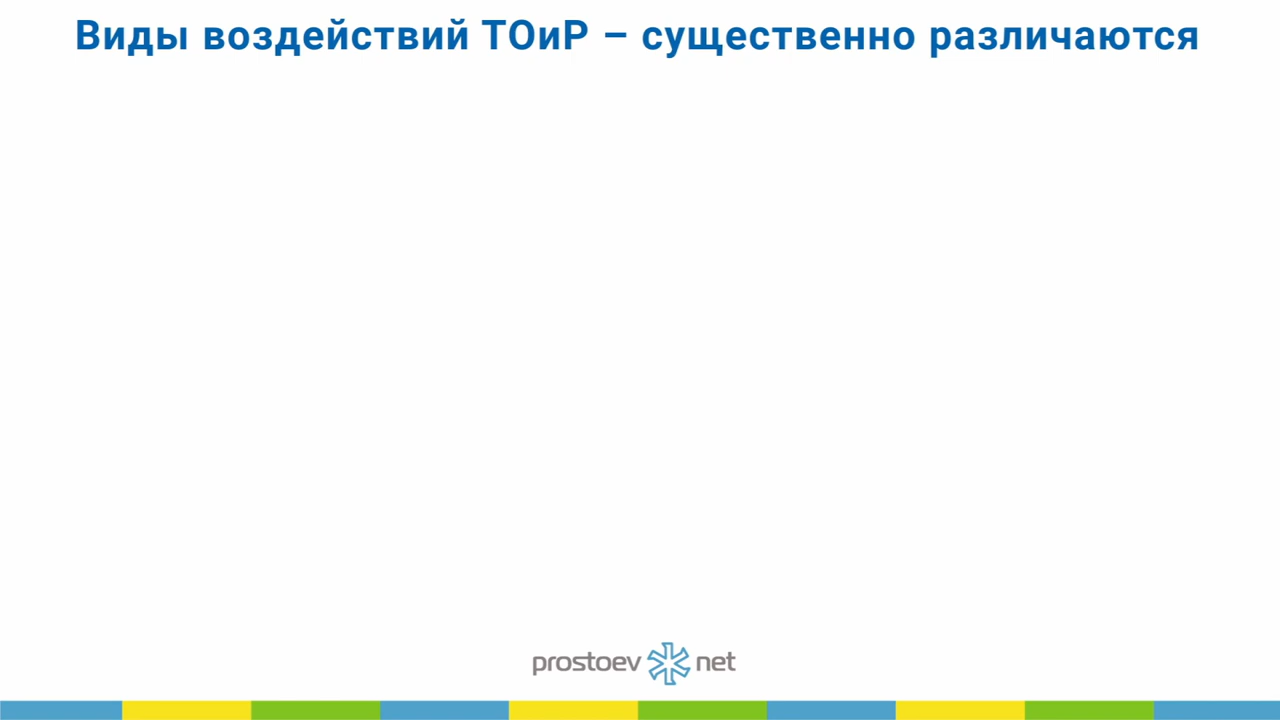 Виды воздействий ТОиР – существенно различаются
prostoev net